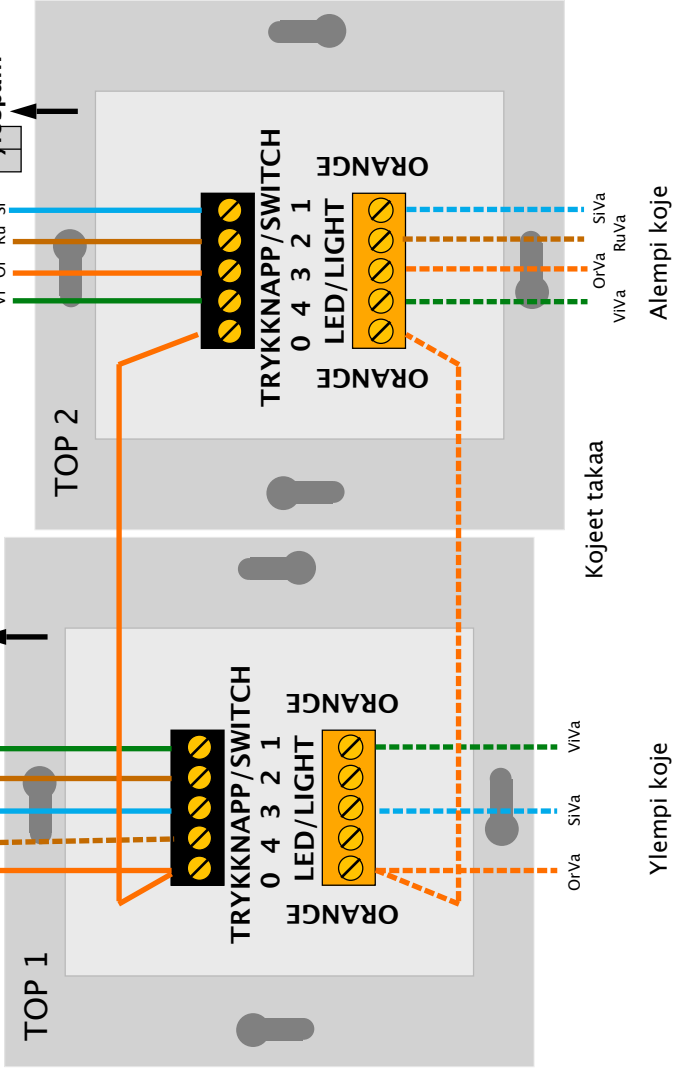 TOP 1
TRYKKNAPP/SWITCH
0 4 3 2 1
LED/LIGHT
ORANGE
ORANGE
OrVa
SiVa
ViVa
Ylempi koje
TOP 2
TRYKKNAPP/SWITCH
0 4 3 2 1
LED/LIGHT
ORANGE
ORANGE
ViVa
OrVa
RuVa
SiVa
Alempi koje
Kojeet takaa